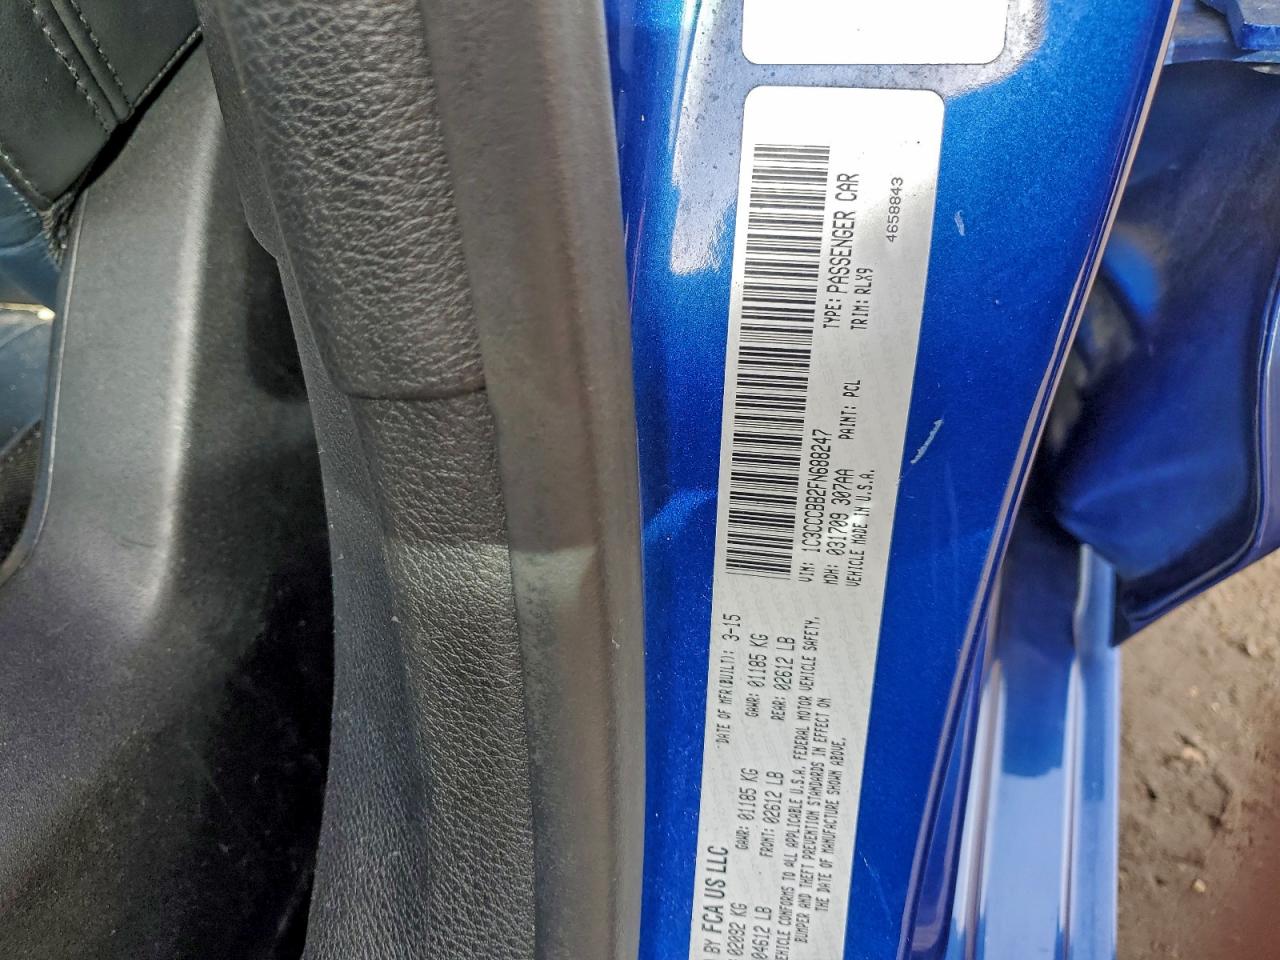 BY FCA US LLC
DATE OF MFR(BUILT): 3-15
02092 KG
GAWR: 01185 KG
GAWR: 01185 KG
04612 LB
FRONT: 02612 LB
REAR: 02612 LB
VEHICLE CONFORMS TO ALL APPLICABLE U.S.A. FEDERAL MOTOR VEHICLE SAFETY,
BUMPER AND THEFT PREVENTION STANDARDS IN EFFECT ON
THE DATE OF MANUFACTURE SHOWN ABOVE.
VIN: 1C3CCCBB2FN688247
TYPE: PASSENGER CAR
MDH: 031709 307AA
PAINT: PCL
TRIM: RLX9
VEHICLE MADE IN U.S.A.
4658843